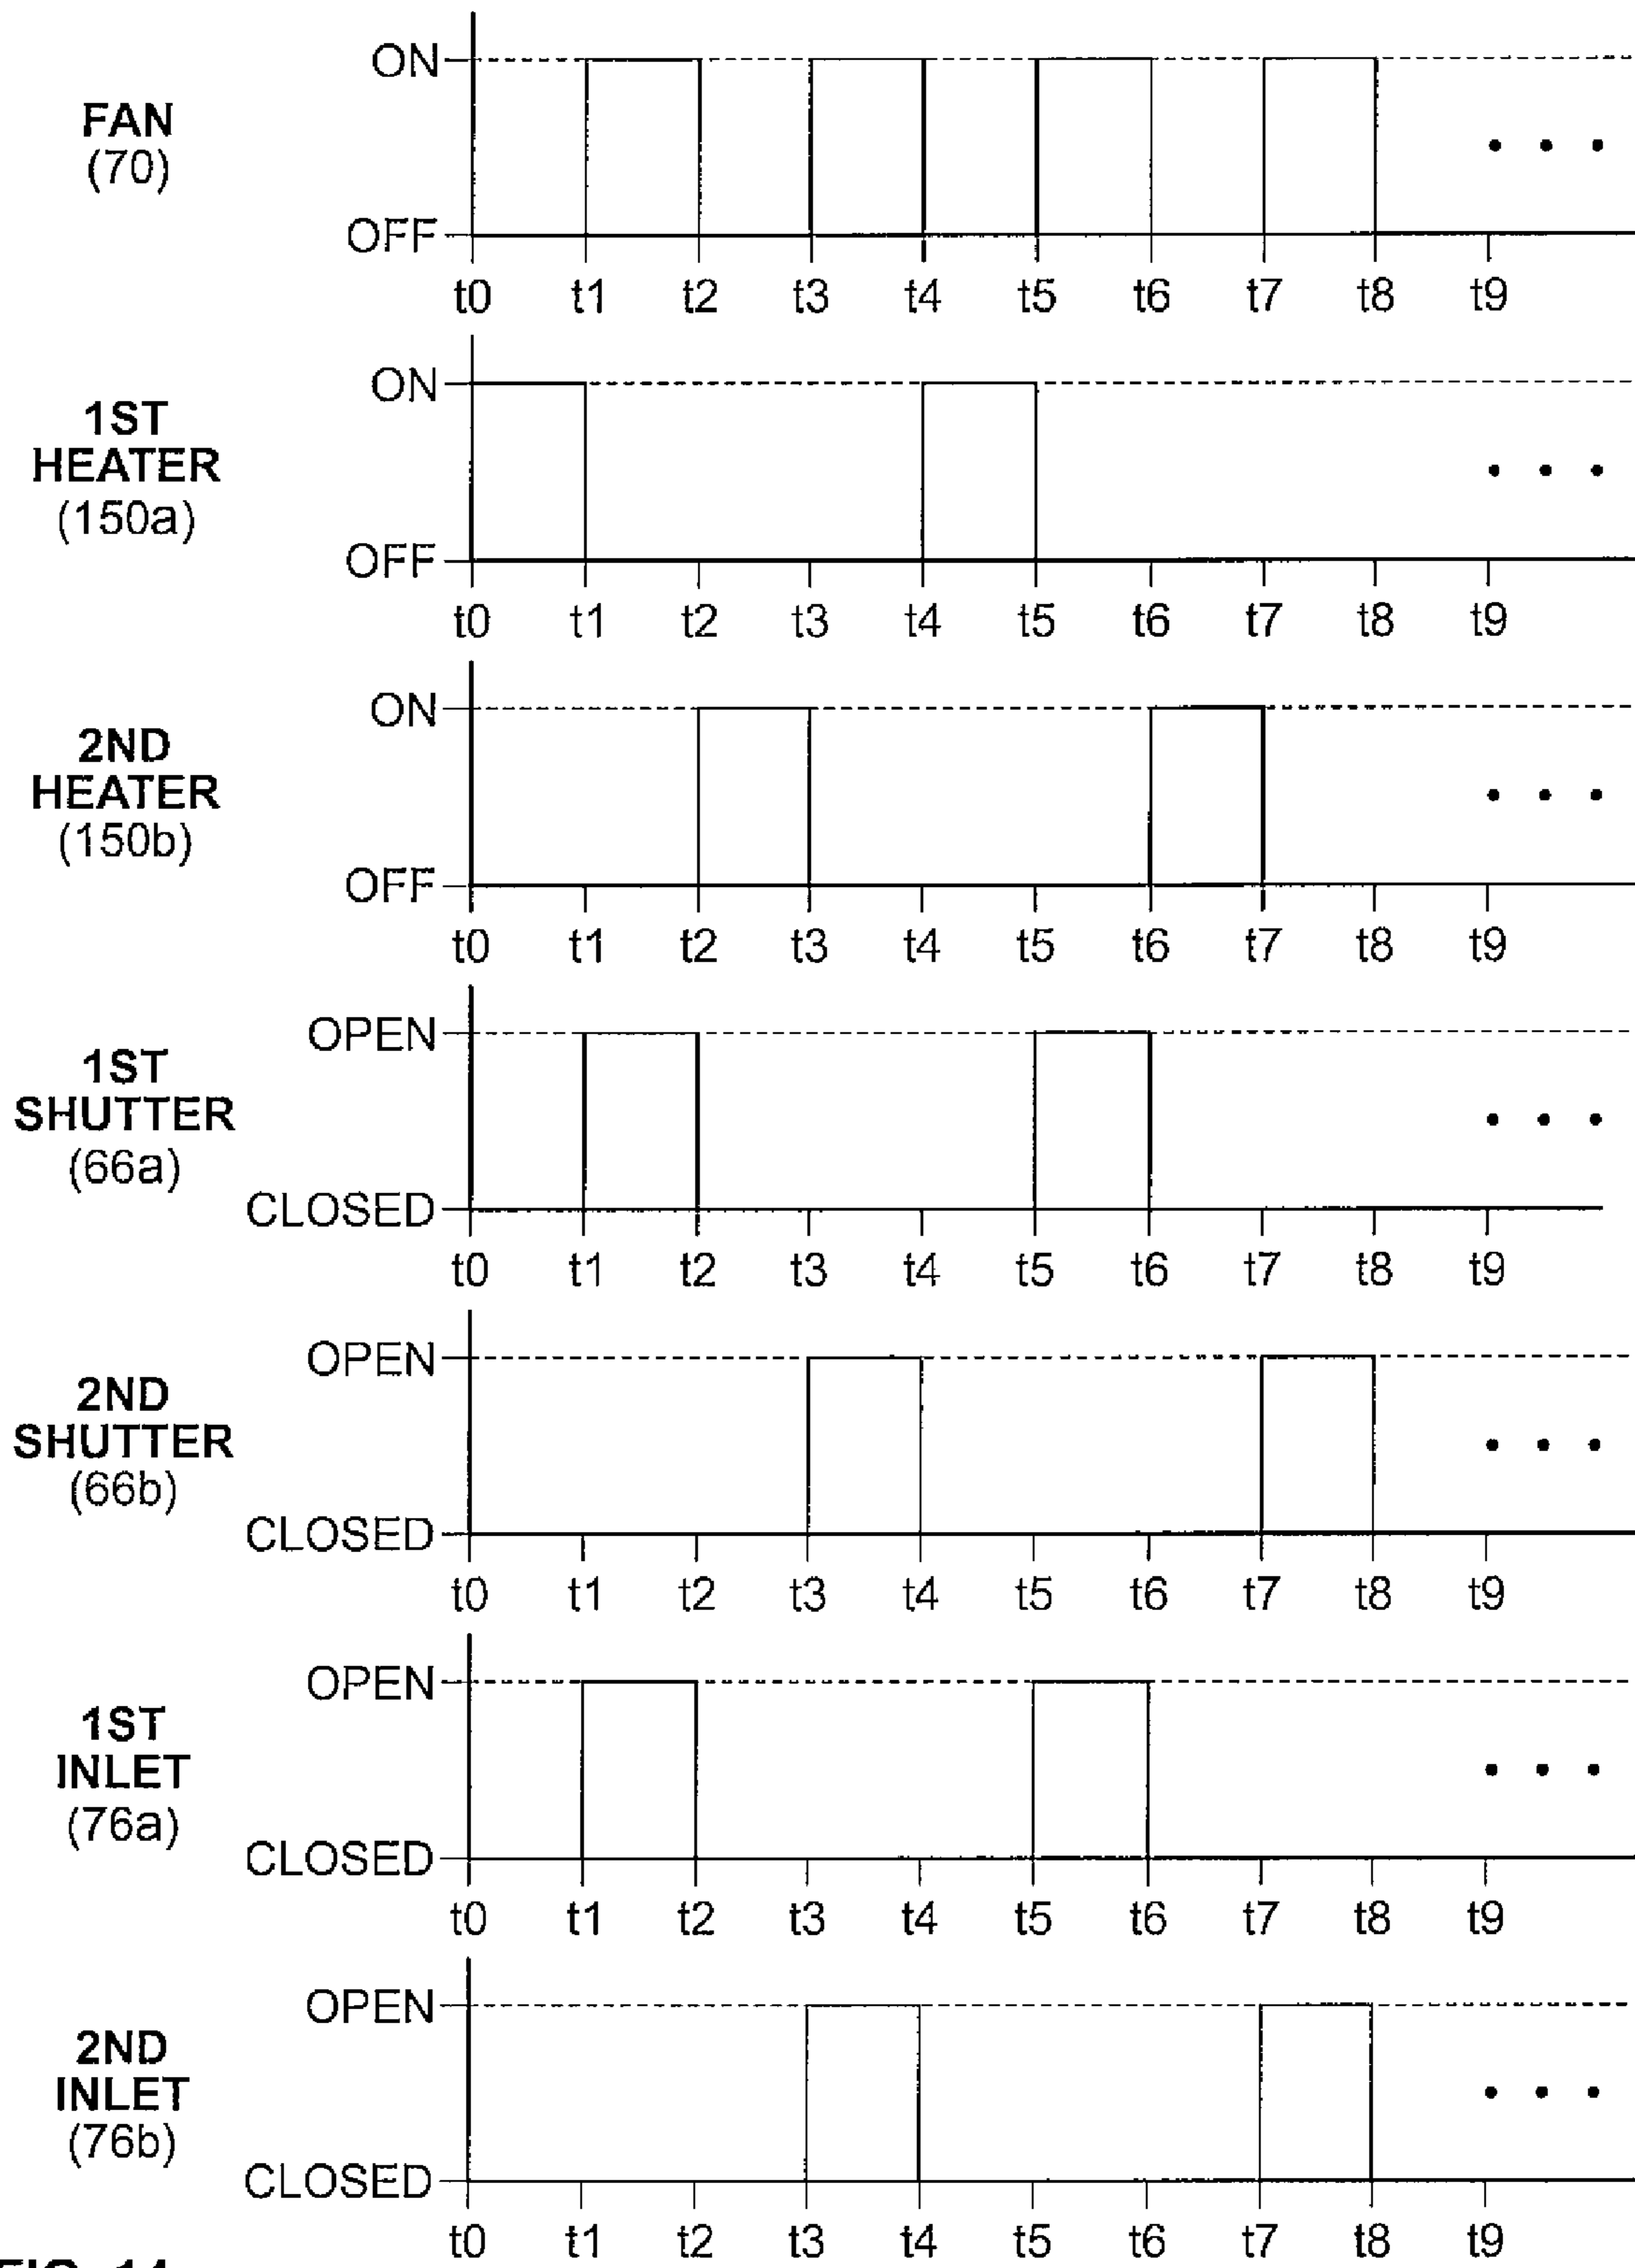 FAN
(70)
ON
OFF
t0 t1 t2 t3 t4 t5 t6 t7 t8 t9
1ST
HEATER
(150a)
ON
OFF
t0 t1 t2 t3 t4 t5 t6 t7 t8 t9
2ND
HEATER
(150b)
ON
OFF
t0 t1 t2 t3 t4 t5 t6 t7 t8 t9
1ST
SHUTTER
(66a)
OPEN
CLOSED
t0 t1 t2 t3 t4 t5 t6 t7 t8 t9
2ND
SHUTTER
(66b)
OPEN
CLOSED
t0 t1 t2 t3 t4 t5 t6 t7 t8 t9
1ST
INLET
(76a)
OPEN
CLOSED
t0 t1 t2 t3 t4 t5 t6 t7 t8 t9
2ND
INLET
(76b)
OPEN
CLOSED
t0 t1 t2 t3 t4 t5 t6 t7 t8 t9